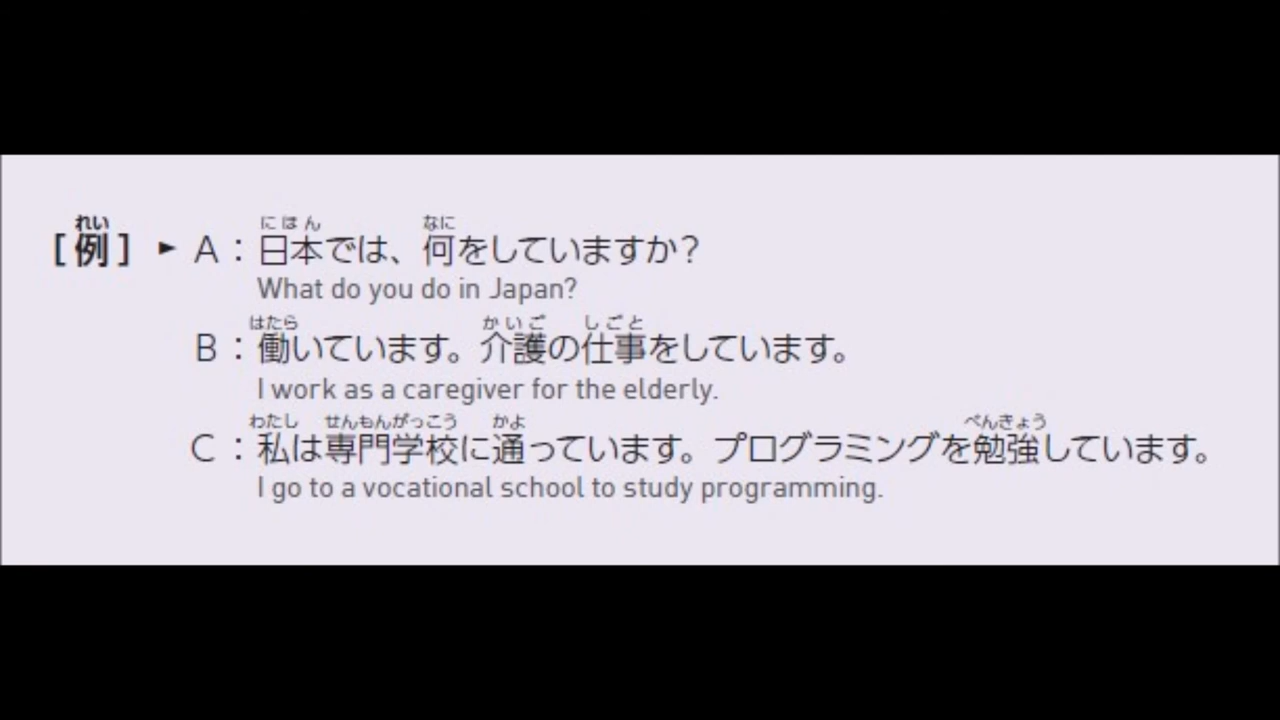 れい
[例] ► A：日本では、何をしていますか？
にほん なに
What do you do in Japan?
はたら かいご しごと
B：働いています。介護の仕事をしています。
I work as a caregiver for the elderly.
わたし せんもんがっこう かよ べんきょう
C：私は専門学校に通っています。プログラミングを勉強しています。
I go to a vocational school to study programming.